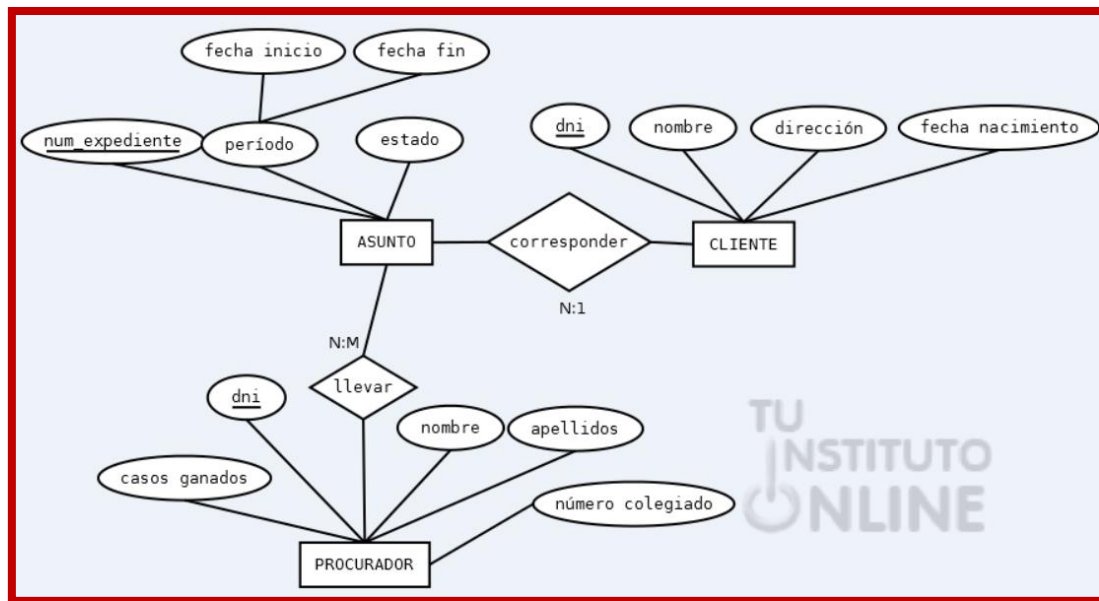 fecha inicio
fecha fin
num_expediente
período
estado
dni
nombre
dirección
fecha nacimiento
ASUNTO
corresponder
CLIENTE
N:1
N:M
llevar
dni
nombre
apellidos
casos ganados
número colegiado
PROCURADOR
TU
INSTITUTO
ONLINE